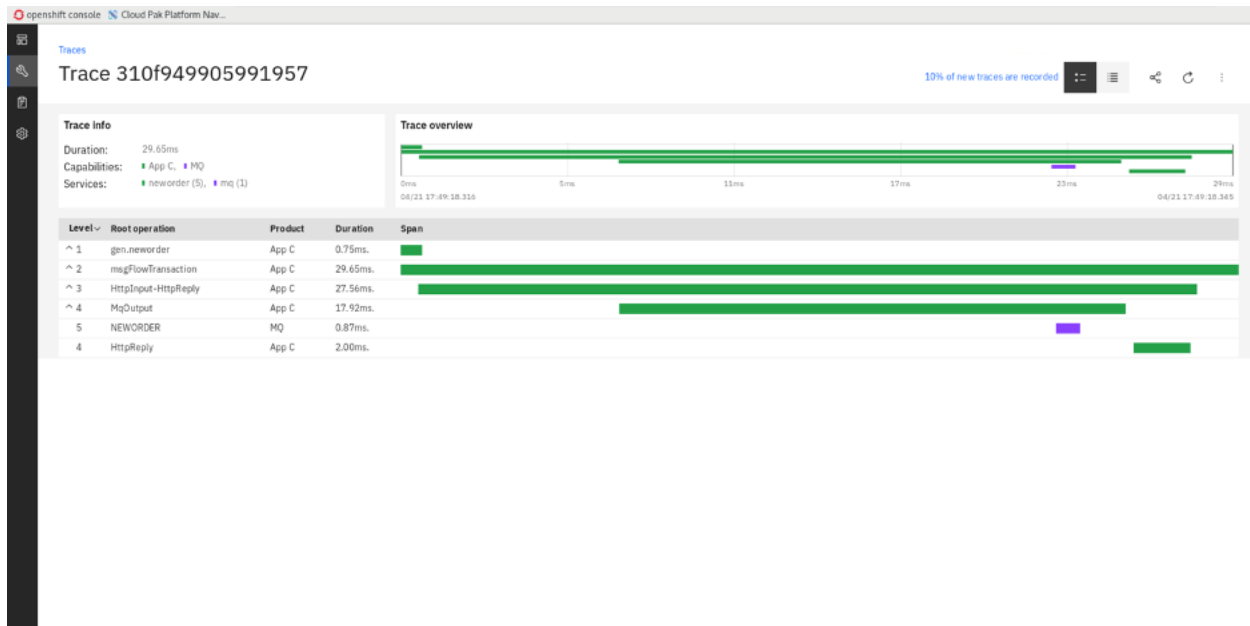 openshift console Cloud Pak Platform Nav...
Traces
Trace 310f949905991957
10% of new traces are recorded
Trace info
Duration: 29.65ms
Capabilities: App C, MQ
Services: neworder (5), mq (1)
Trace overview
0ms 5ms 11ms 17ms 23ms 29ms
04/21 17:49:18.316 04/21 17:49:18.345
Level Root operation Product Duration Span
1 gen.neworder App C 0.75ms.
2 msgFlowTransaction App C 29.65ms.
3 HttpInput-HttpReply App C 27.56ms.
4 MqOutput App C 17.92ms.
5 NEWORDER MQ 0.87ms.
4 HttpReply App C 2.00ms.